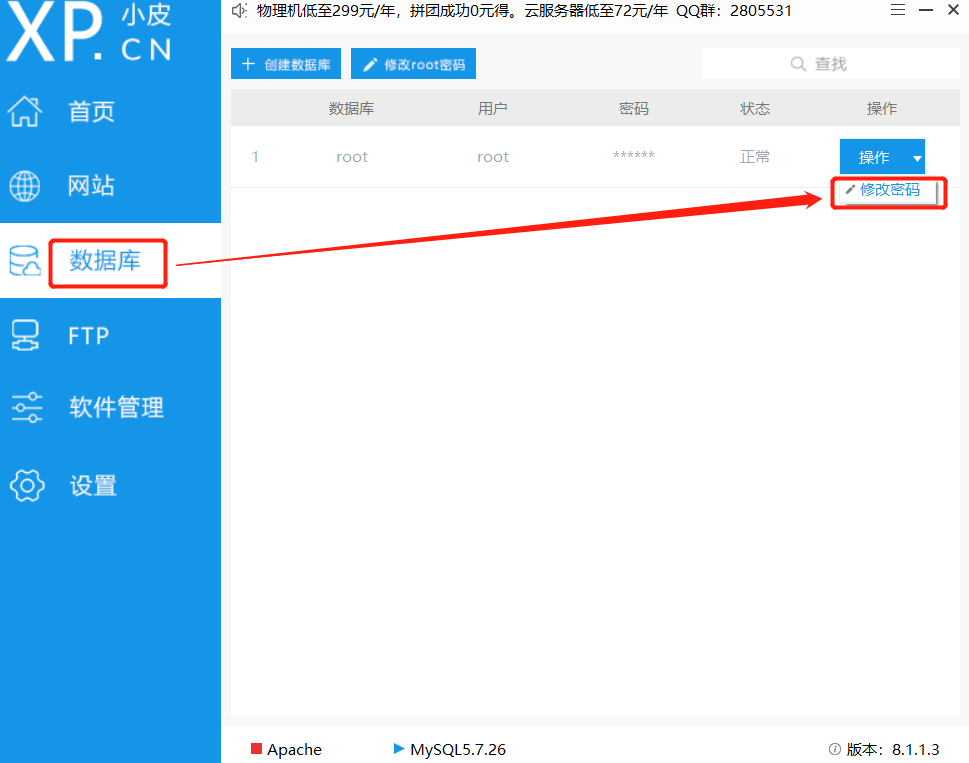 XP.CN 小皮
物理机低至299元/年，拼团成功0元得。云服务器低至72元/年 QQ群：2805531
首页
网站
数据库
FTP
软件管理
设置
创建数据库 修改root密码 查找
数据库 用户 密码 状态 操作
1 root root ****** 正常 操作
修改密码
Apache MySQL5.7.26 版本：8.1.1.3